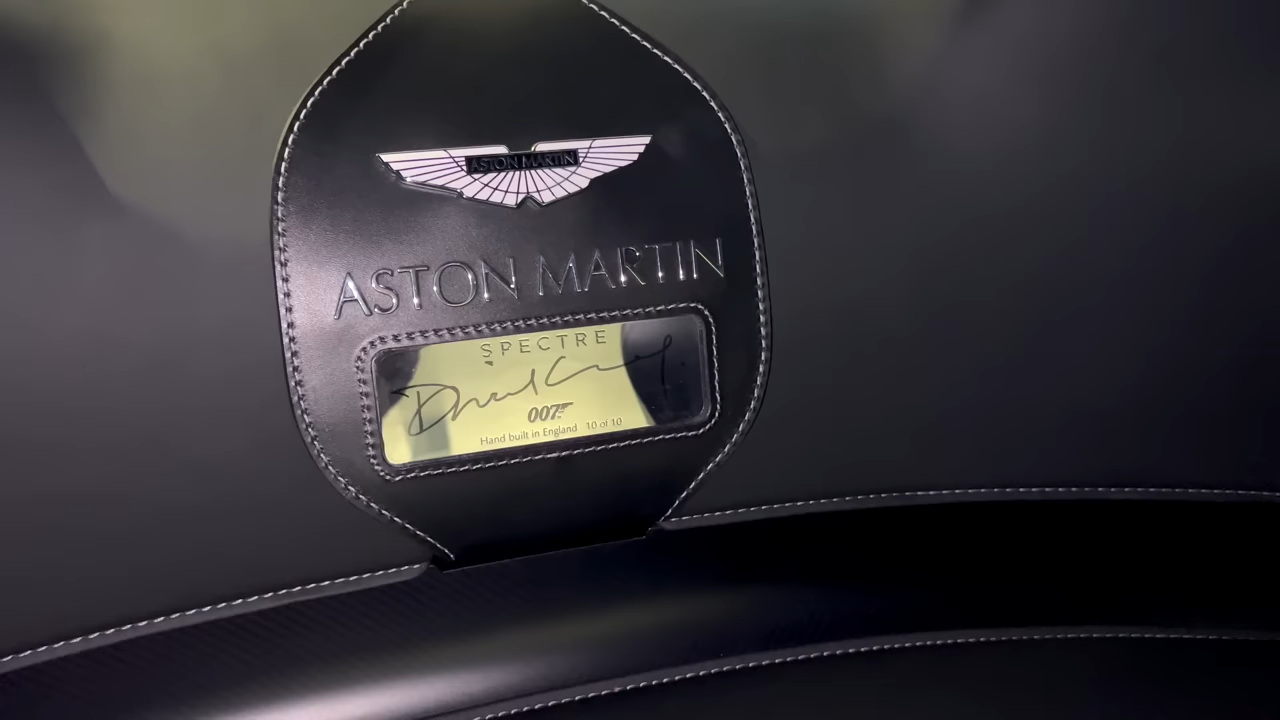 ASTON MARTIN
ASTON MARTIN
SPECTRE
007
Hand built in England 10 of 10